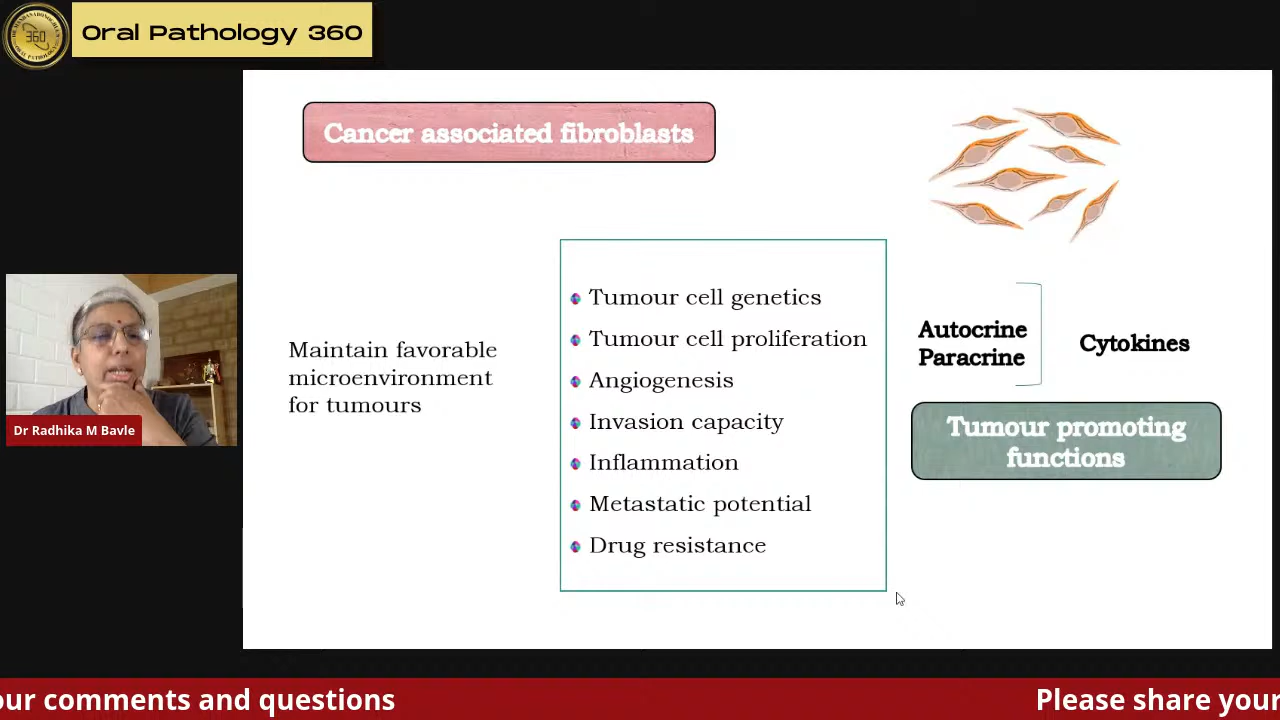 360
Oral Pathology 360
Cancer associated fibroblasts
Maintain favorable
microenvironment
for tumours
Tumour cell genetics
Tumour cell proliferation
Angiogenesis
Invasion capacity
Inflammation
Metastatic potential
Drug resistance
Autocrine
Paracrine
Cytokines
Tumour promoting
functions
Dr Radhika M Bavle
our comments and questions
Please share your